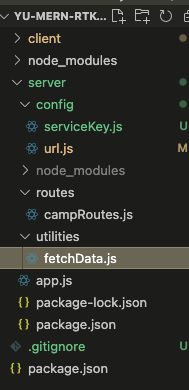 YU-MERN-RTK...
client
node_modules
server
config
serviceKey.js U
url.js M
node_modules
routes
campRoutes.js
utilities
fetchData.js
app.js
package-lock.json
package.json
.gitignore U
package.json